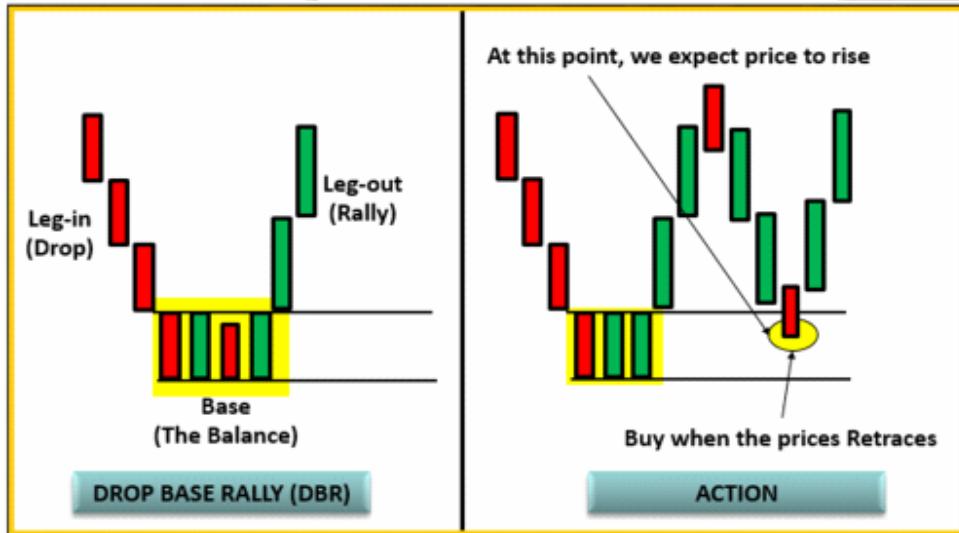 Leg-in
(Drop)
Leg-out
(Rally)
Base
(The Balance)
DROP BASE RALLY (DBR)
At this point, we expect price to rise
Buy when the prices Retraces
ACTION